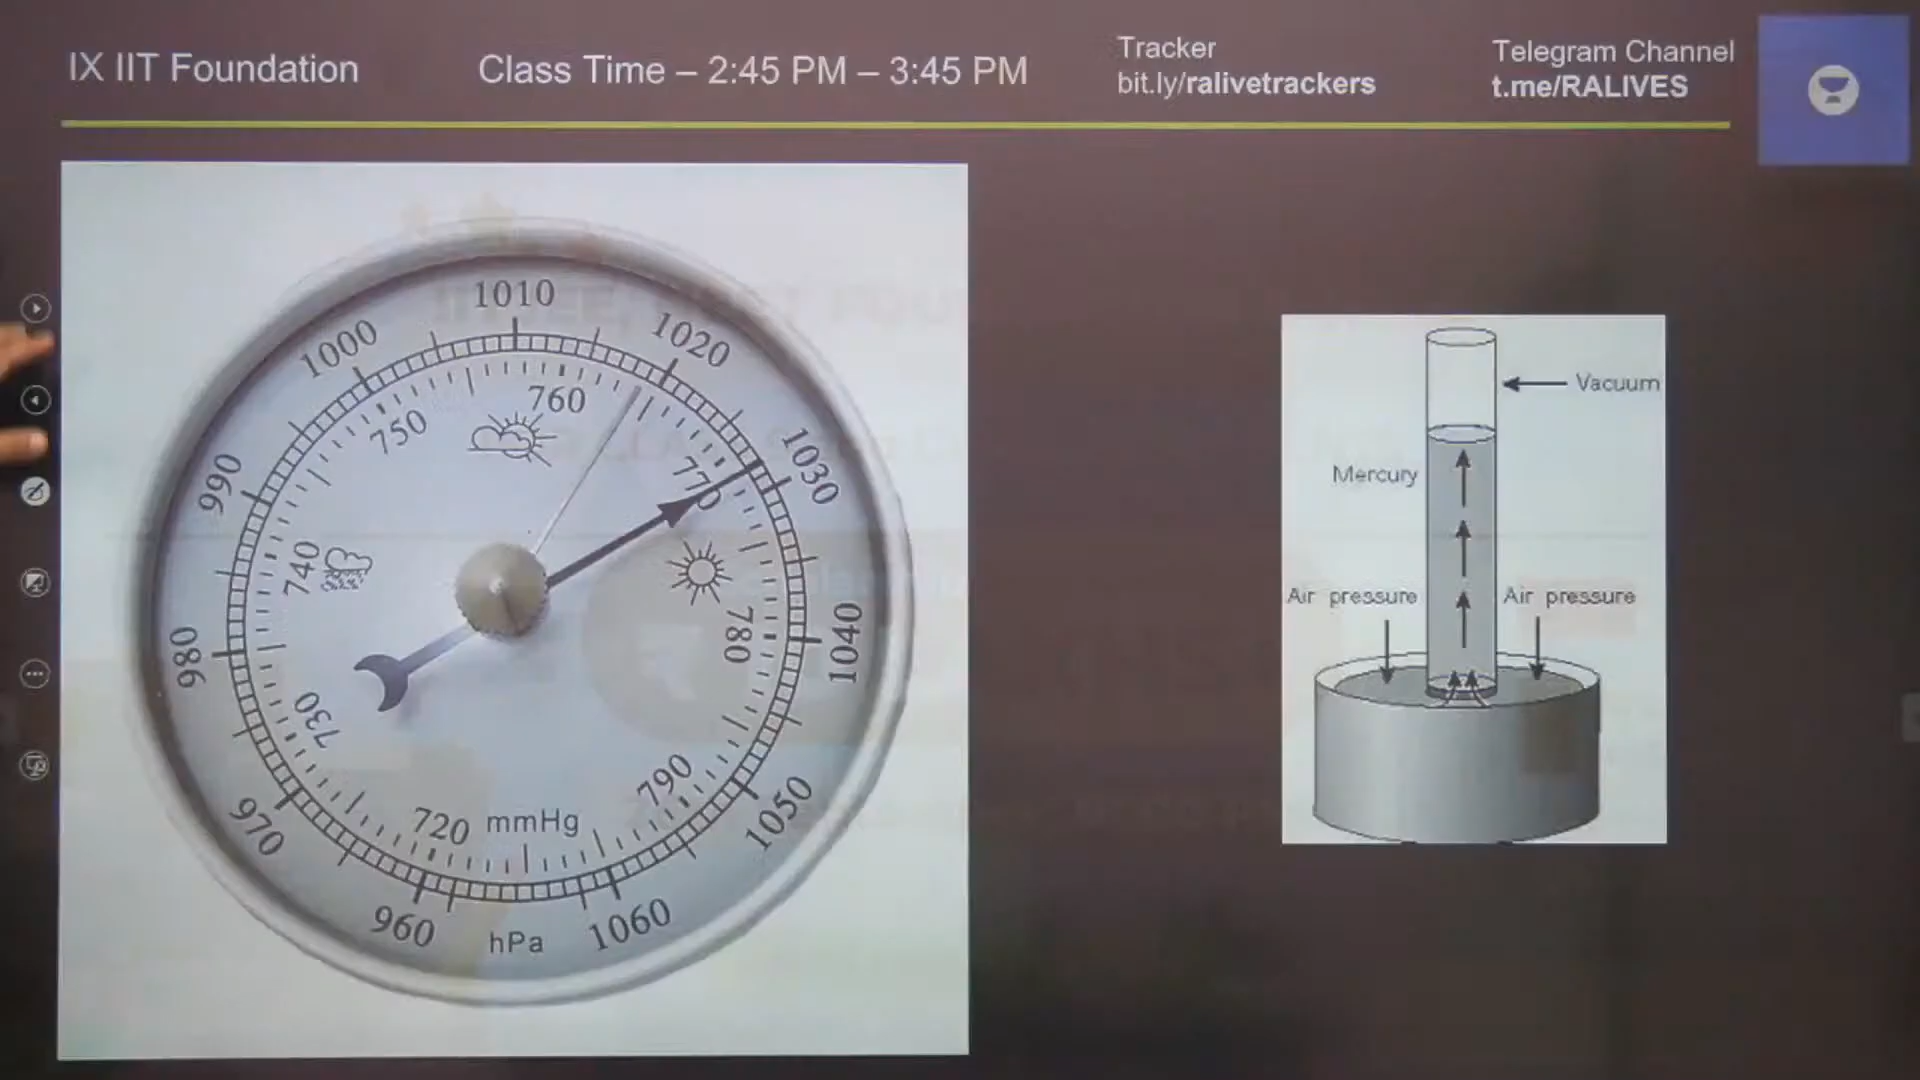 IX IIT Foundation
Class Time – 2:45 PM – 3:45 PM
Tracker
bit.ly/ralivetrackers
Telegram Channel
t.me/RALIVES
1010
1000
1020
760
750
990
1030
770
740
780
980
1040
730
790
720 mmHg
970
1050
960
hPa
1060
Vacuum
Mercury
Air pressure
Air pressure